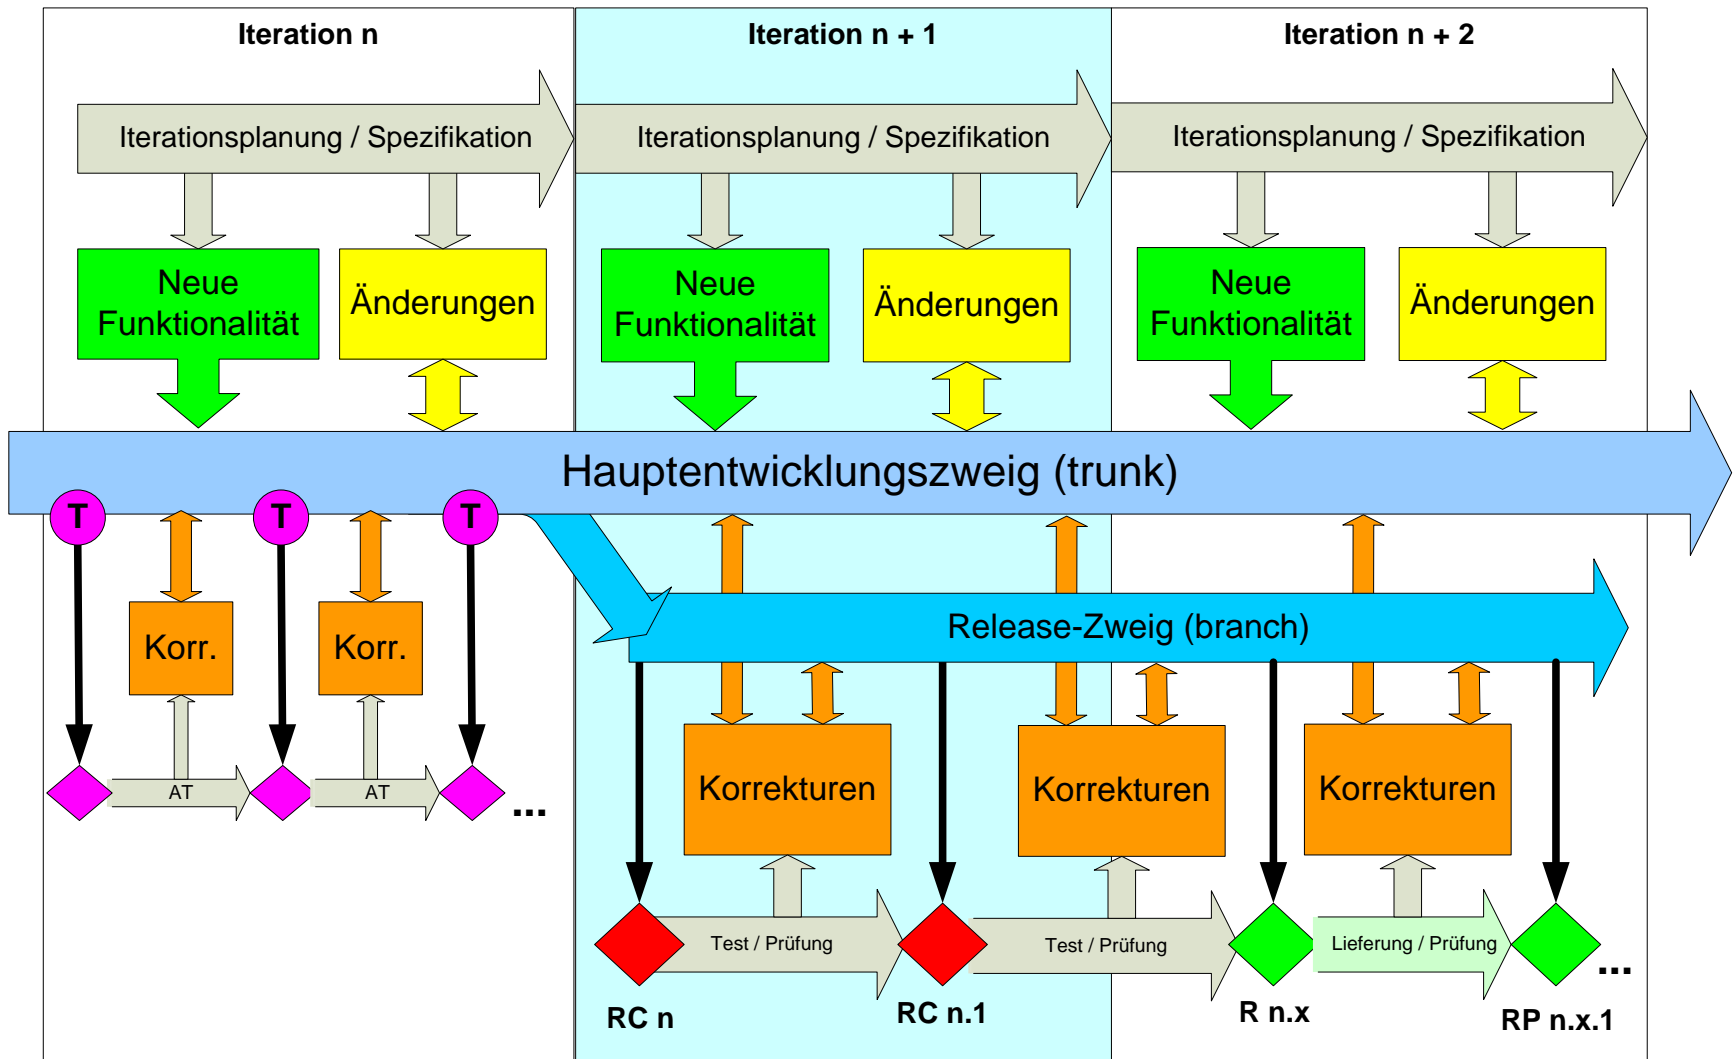 Iteration n
Iteration n + 1
Iteration n + 2
Iterationsplanung / Spezifikation
Iterationsplanung / Spezifikation
Iterationsplanung / Spezifikation
Neue
Funktionalität
Änderungen
Neue
Funktionalität
Änderungen
Neue
Funktionalität
Änderungen
Hauptentwicklungszweig (trunk)
T
T
T
Release-Zweig (branch)
Korr.
Korr.
Korrekturen
Korrekturen
Korrekturen
AT
AT
...
Test / Prüfung
Test / Prüfung
Lieferung / Prüfung
...
RC n
RC n.1
R n.x
RP n.x.1